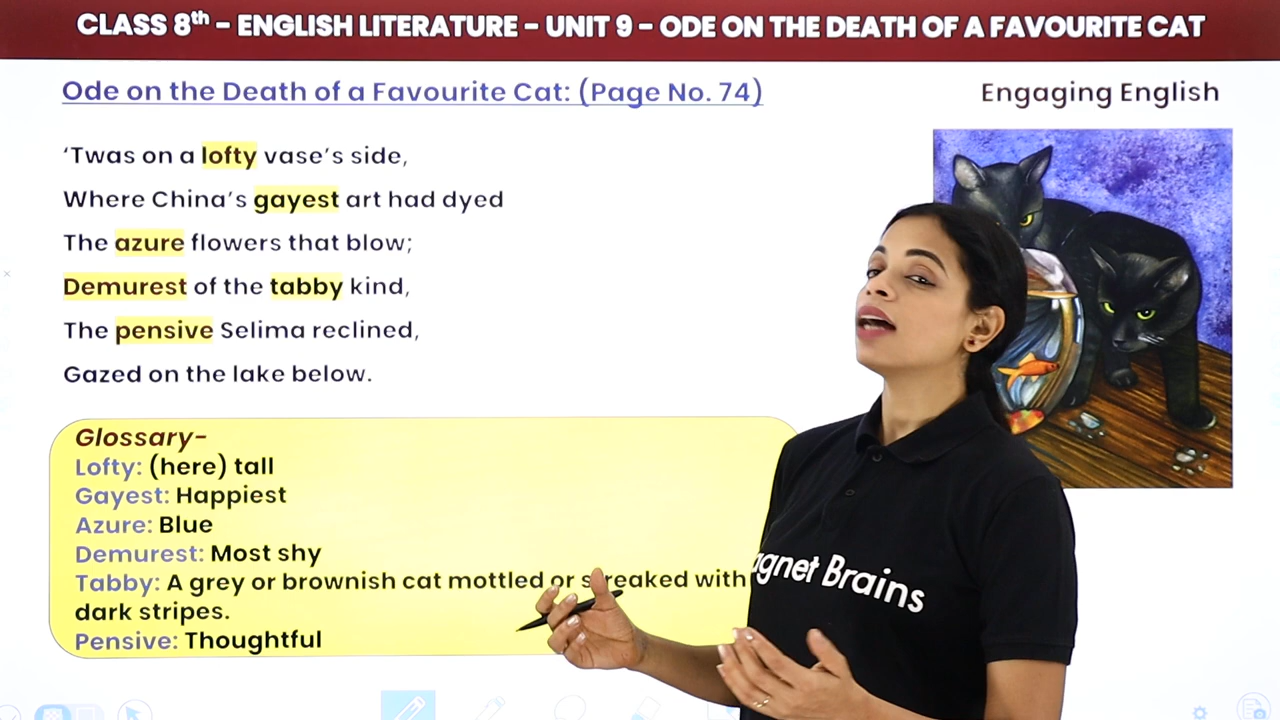 CLASS 8th – ENGLISH LITERATURE – UNIT 9 – ODE ON THE DEATH OF A FAVOURITE CAT
Ode on the Death of a Favourite Cat: (Page No. 74)
Engaging English
‘Twas on a lofty vase’s side,
Where China’s gayest art had dyed
The azure flowers that blow;
Demurest of the tabby kind,
The pensive Selima reclined,
Gazed on the lake below.
Glossary-
Lofty: (here) tall
Gayest: Happiest
Azure: Blue
Demurest: Most shy
Tabby: A grey or brownish cat mottled or streaked with
dark stripes.
Pensive: Thoughtful
agnet Brains